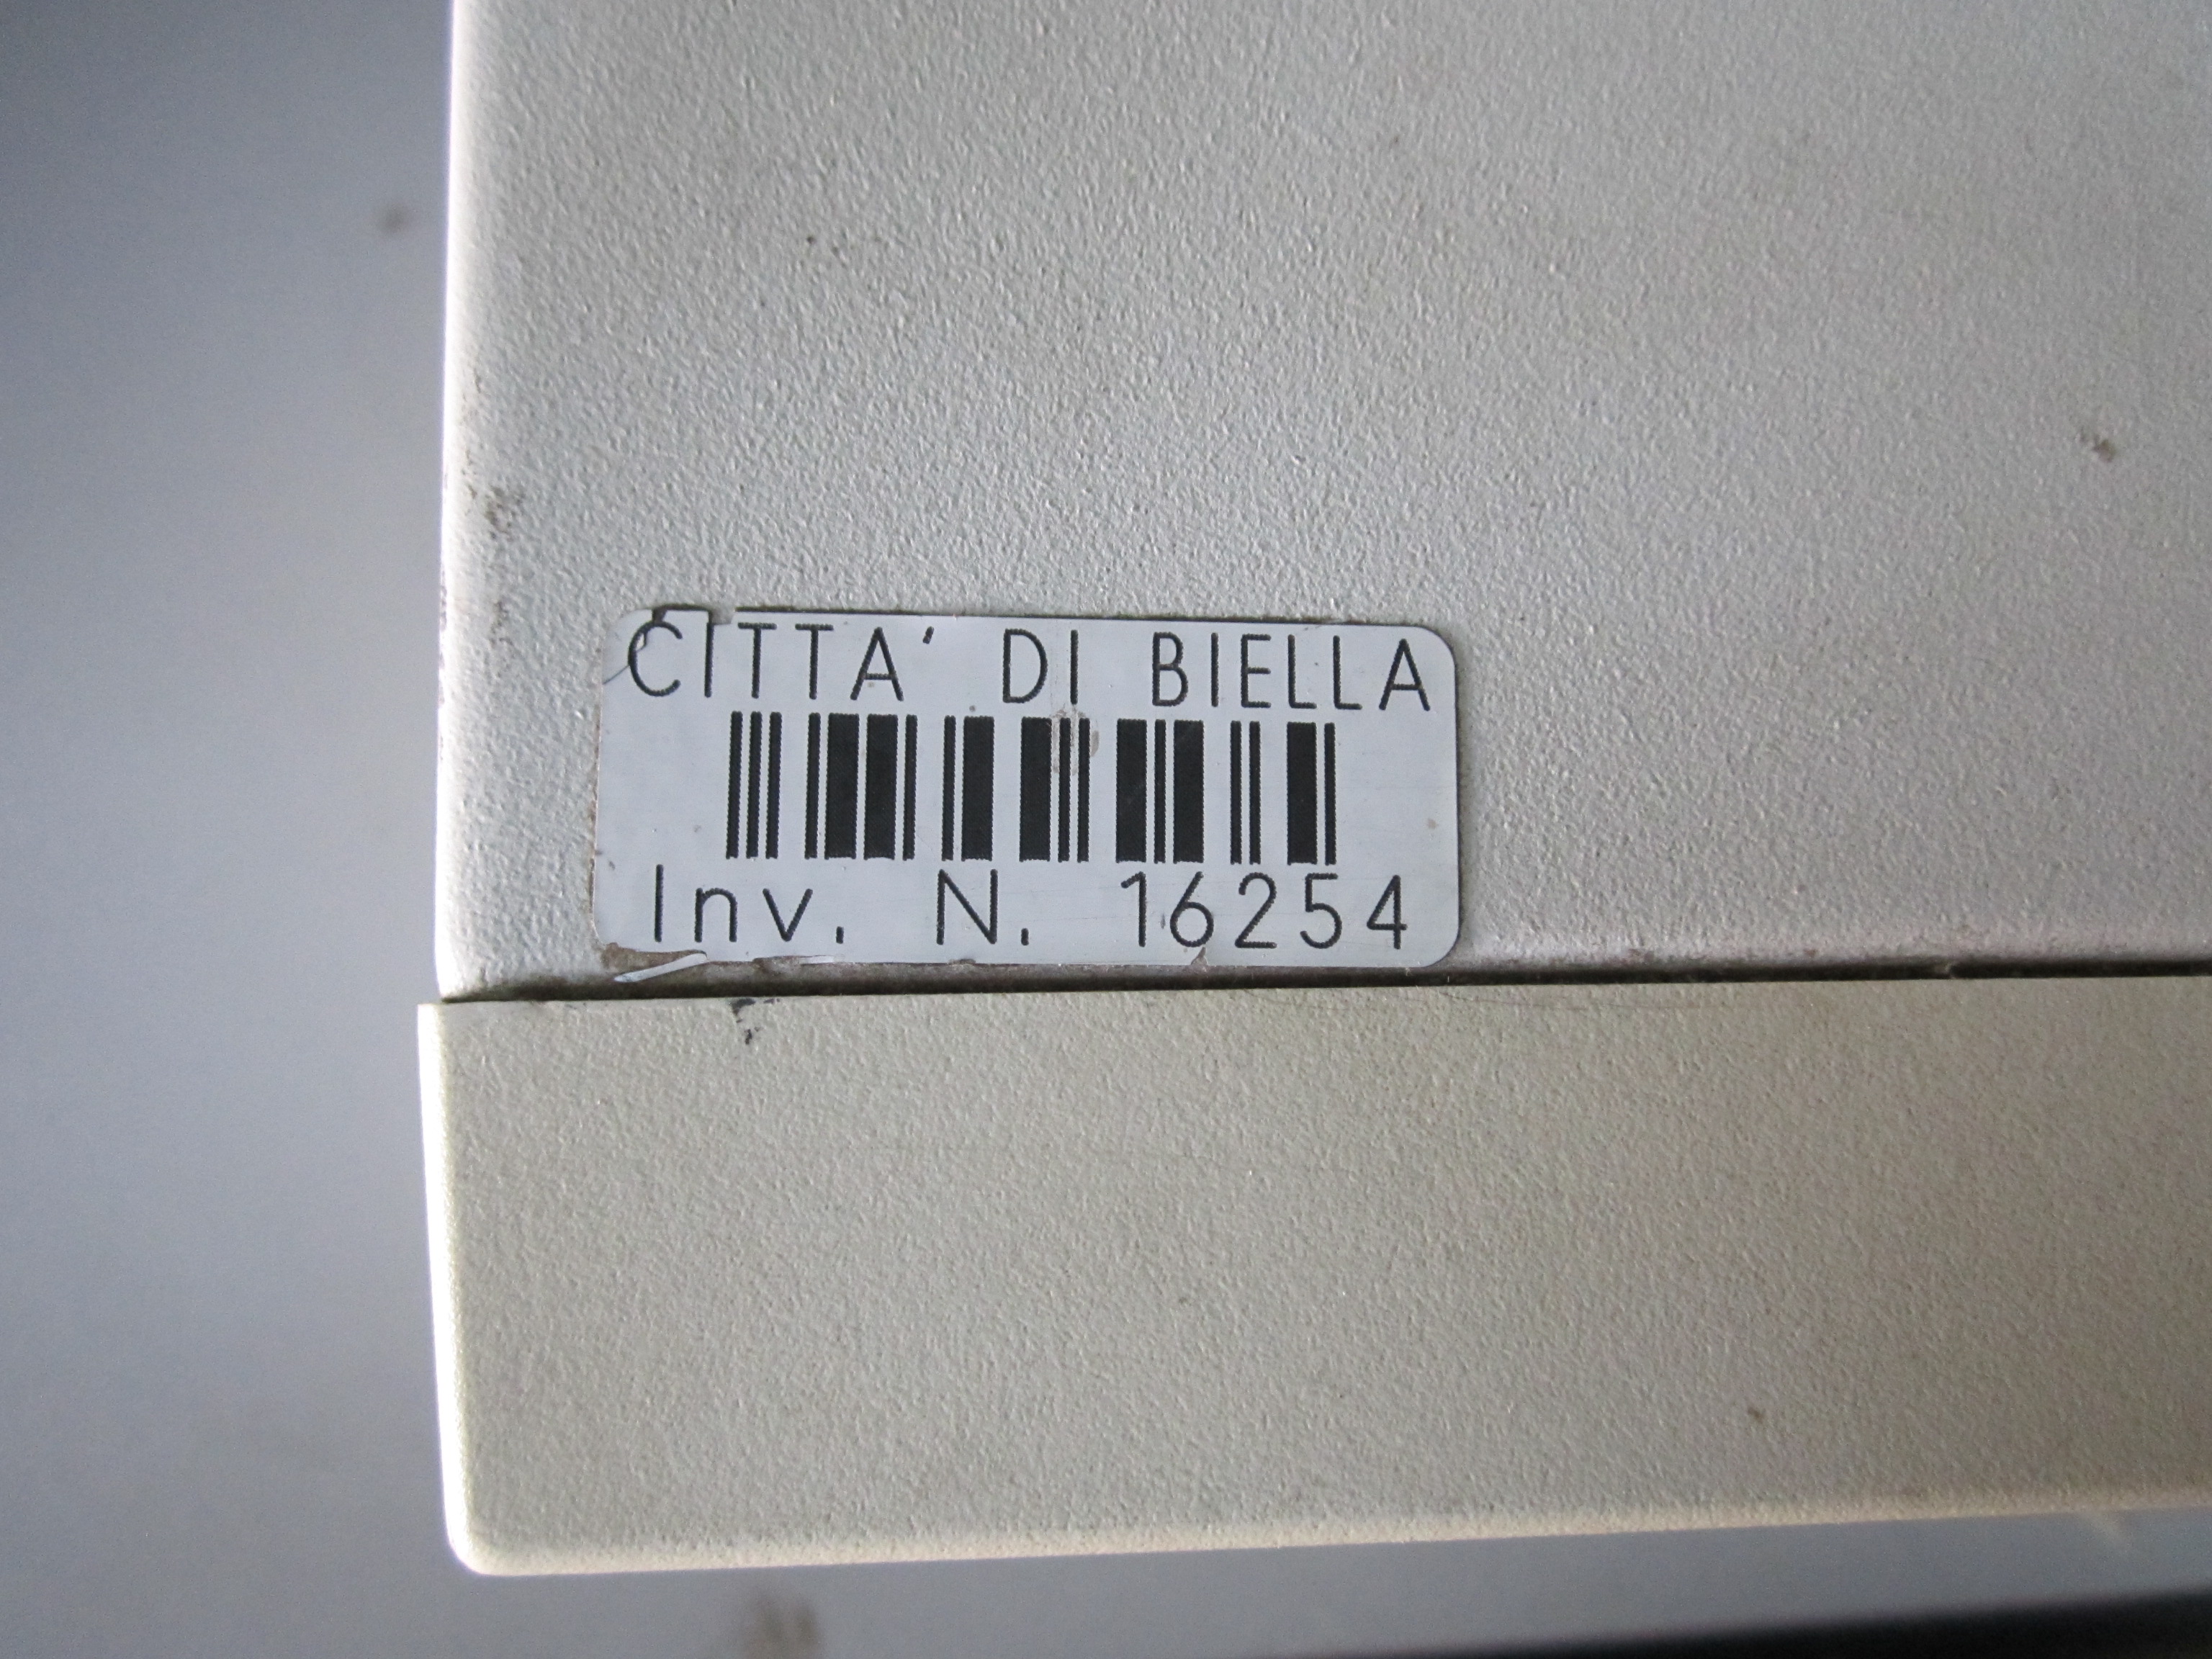 CITTA' DI BIELLA
Inv. N. 16254